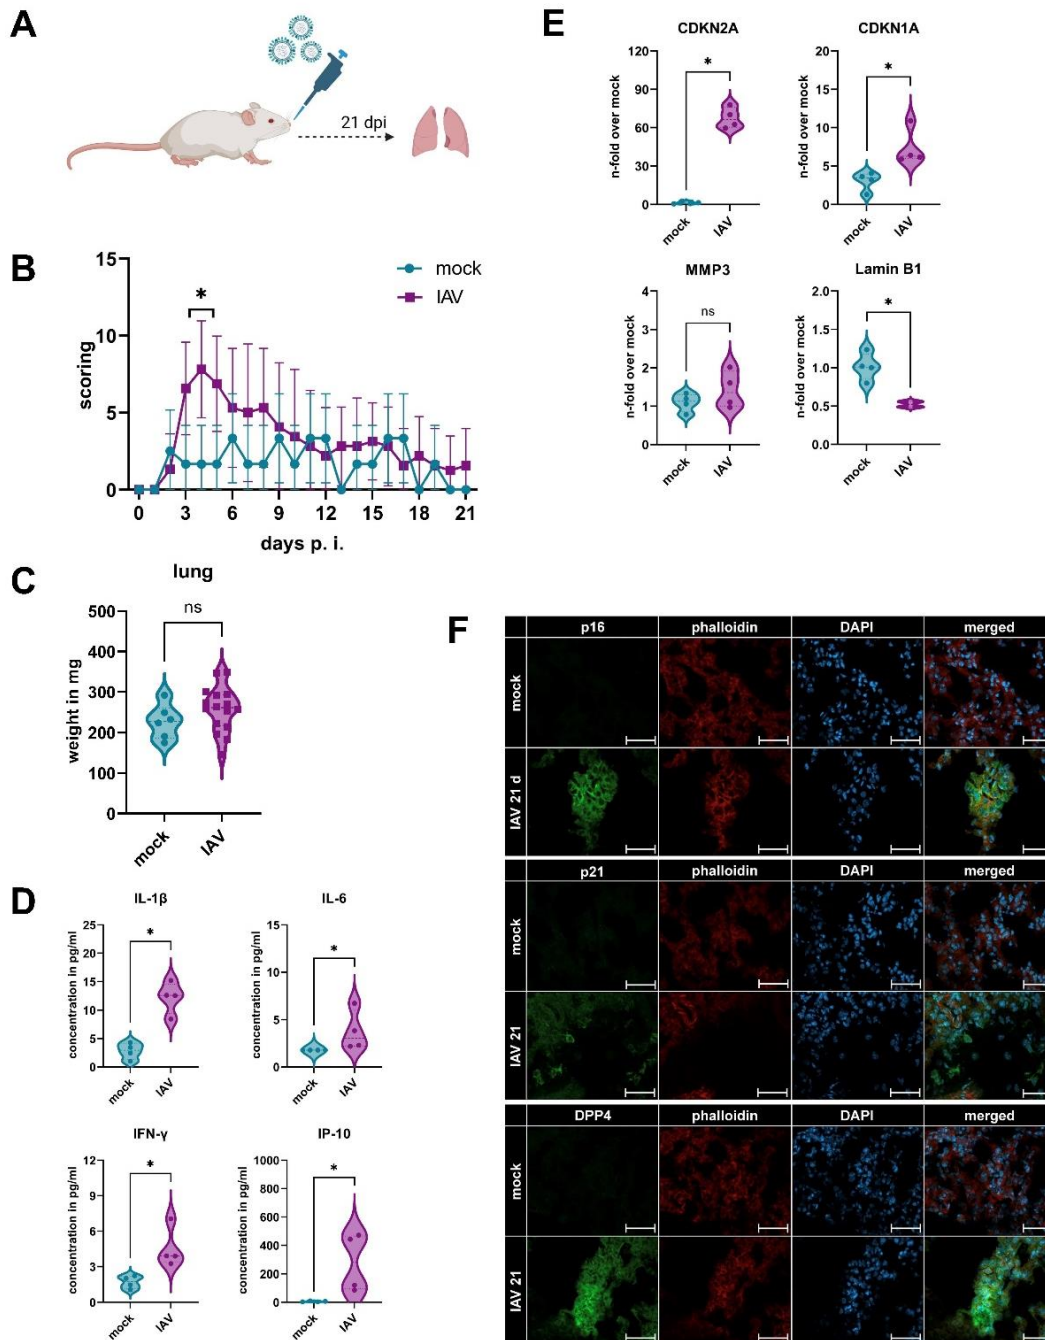 A
21 dpi
B
scoring
15
10
5
0
*
mock
IAV
0 3 6 9 12 15 18 21
days p. i.
C
lung
weight in mg
500
400
300
200
100
0
ns
mock IAV
D
IL-1β
concentration in pg/ml
25
20
15
10
5
0
*
mock IAV
IL-6
concentration in pg/ml
15
10
5
0
*
mock IAV
IFN-γ
concentration in pg/ml
12
9
6
3
0
*
mock IAV
IP-10
concentration in pg/ml
1000
800
600
400
200
0
*
mock IAV
E
CDKN2A
n-fold over mock
120
90
60
30
0
*
mock IAV
CDKN1A
n-fold over mock
20
15
10
5
0
*
mock IAV
MMP3
n-fold over mock
4
3
2
1
0
ns
mock IAV
Lamin B1
n-fold over mock
2.0
1.5
1.0
0.5
0.0
*
mock IAV
F
p16 phalloidin DAPI merged
mock
IAV 21 d
p21 phalloidin DAPI merged
mock
IAV 21
DPP4 phalloidin DAPI merged
mock
IAV 21